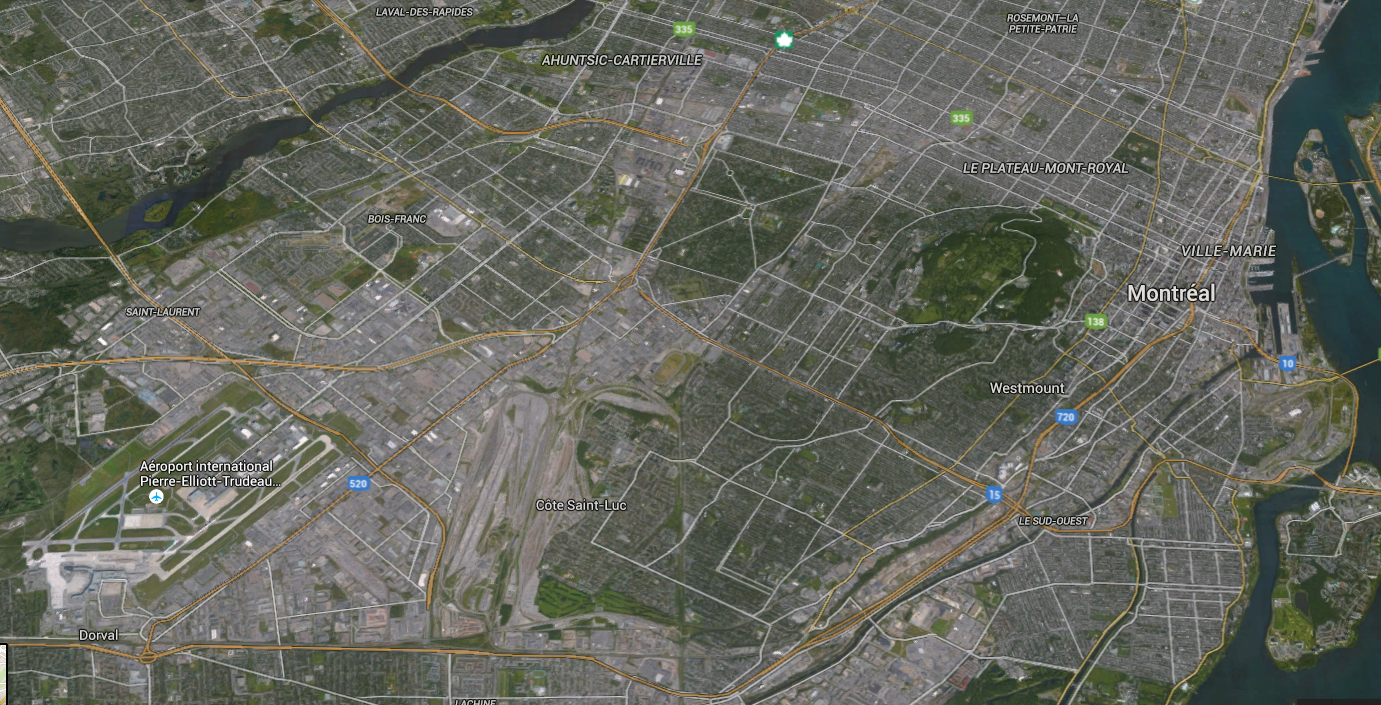 LAVAL-DES-RAPIDES
ROSEMONT—LA
PETITE-PATRIE
335
AHUNTSIC-CARTIERVILLE
335
LE PLATEAU-MONT-ROYAL
BOIS-FRANC
VILLE-MARIE
Montréal
SAINT-LAURENT
138
10
Westmount
720
Aéroport international
Pierre-Elliott-Trudeau...
520
15
Côte Saint-Luc
LE SUD-OUEST
Dorval
LACHINE